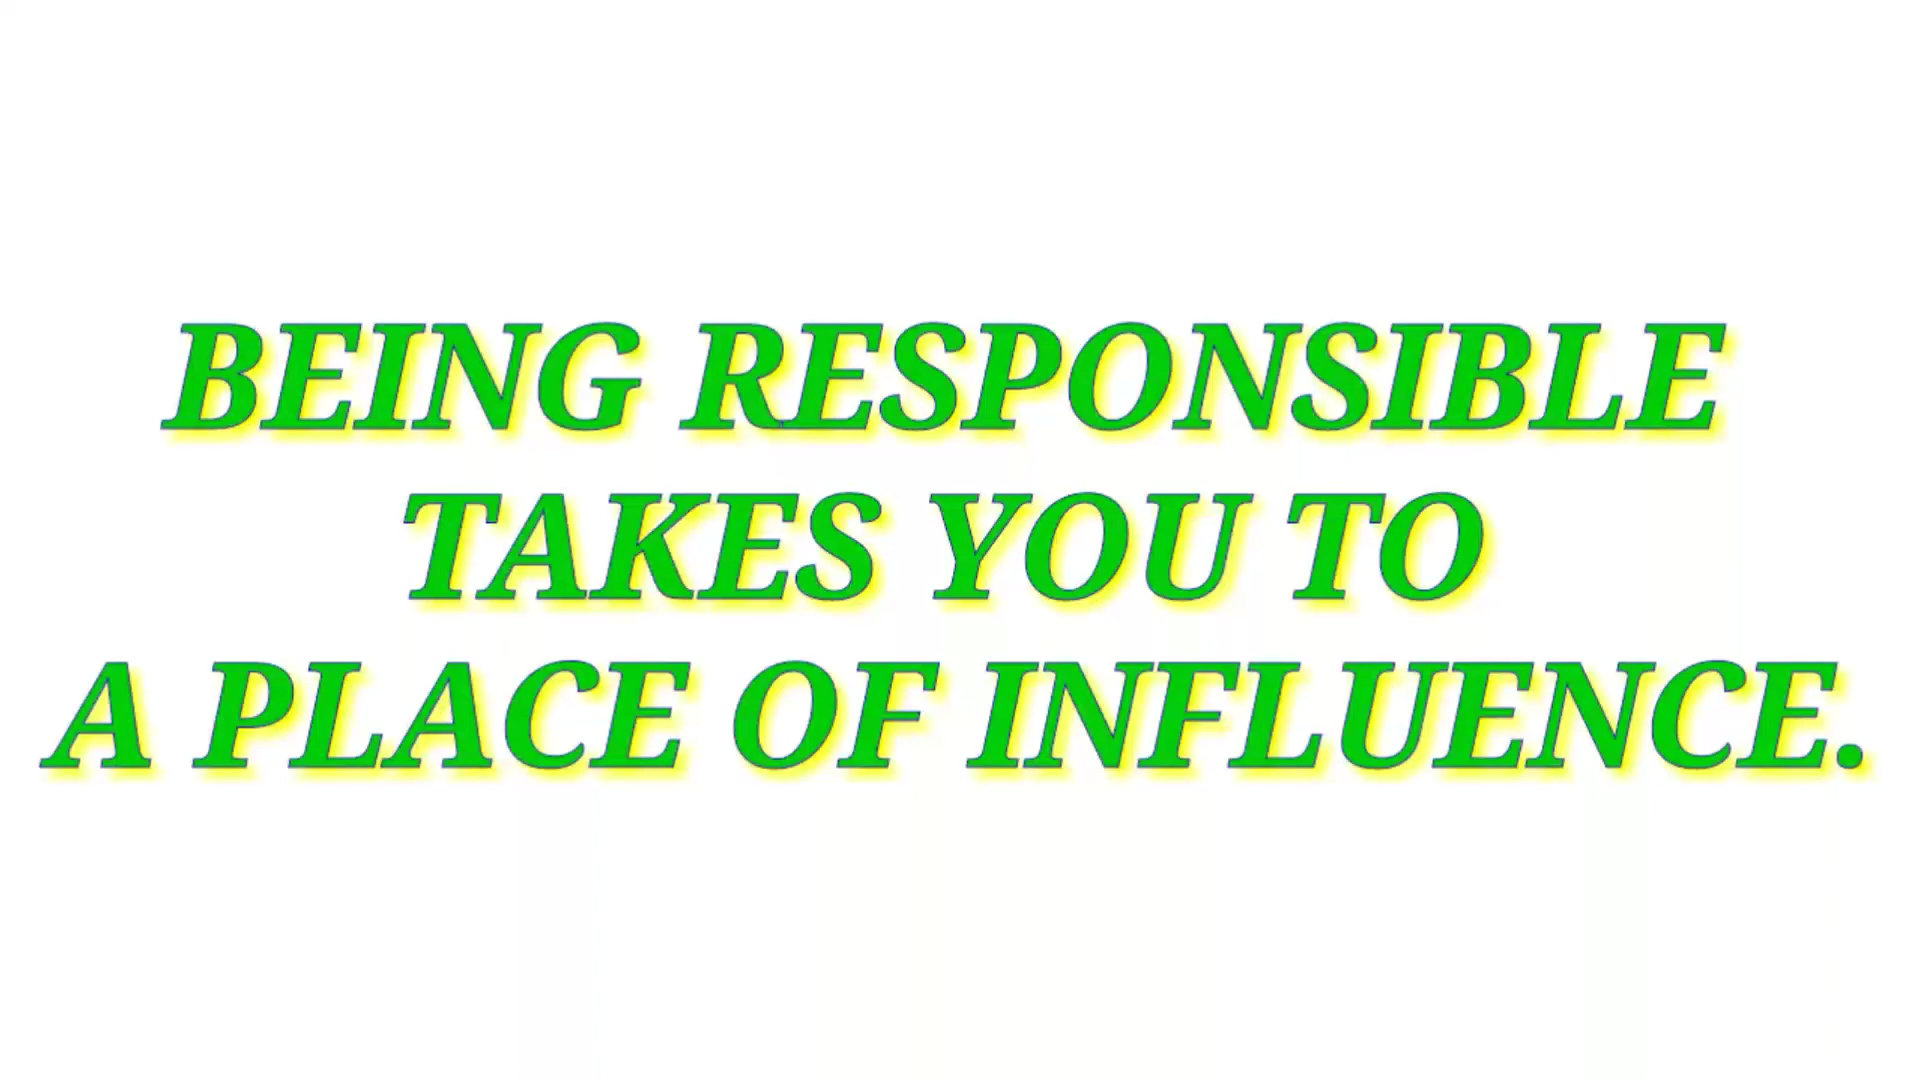 BEING RESPONSIBLE
TAKES YOU TO
A PLACE OF INFLUENCE.